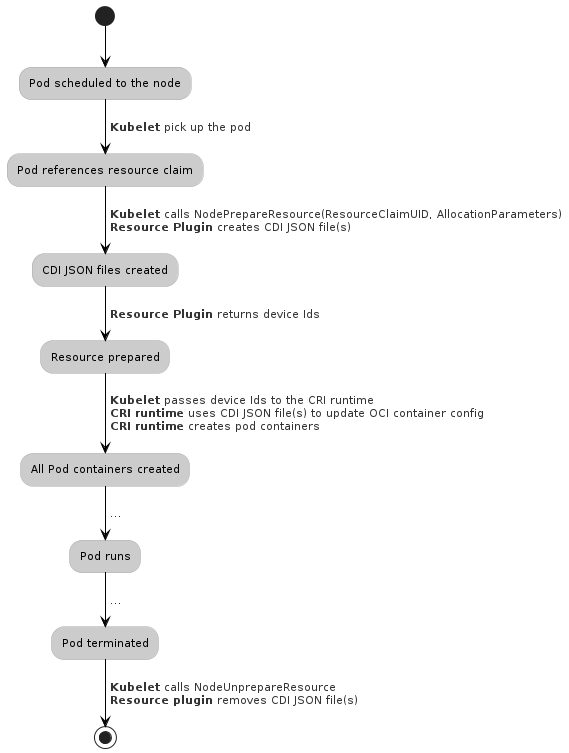 Pod scheduled to the node
Kubelet pick up the pod
Pod references resource claim
Kubelet calls NodePrepareResource(ResourceClaimUID, AllocationParameters)
Resource Plugin creates CDI JSON file(s)
CDI JSON files created
Resource Plugin returns device Ids
Resource prepared
Kubelet passes device Ids to the CRI runtime
CRI runtime uses CDI JSON file(s) to update OCI container config
CRI runtime creates pod containers
All Pod containers created
...
Pod runs
...
Pod terminated
Kubelet calls NodeUnprepareResource
Resource plugin removes CDI JSON file(s)